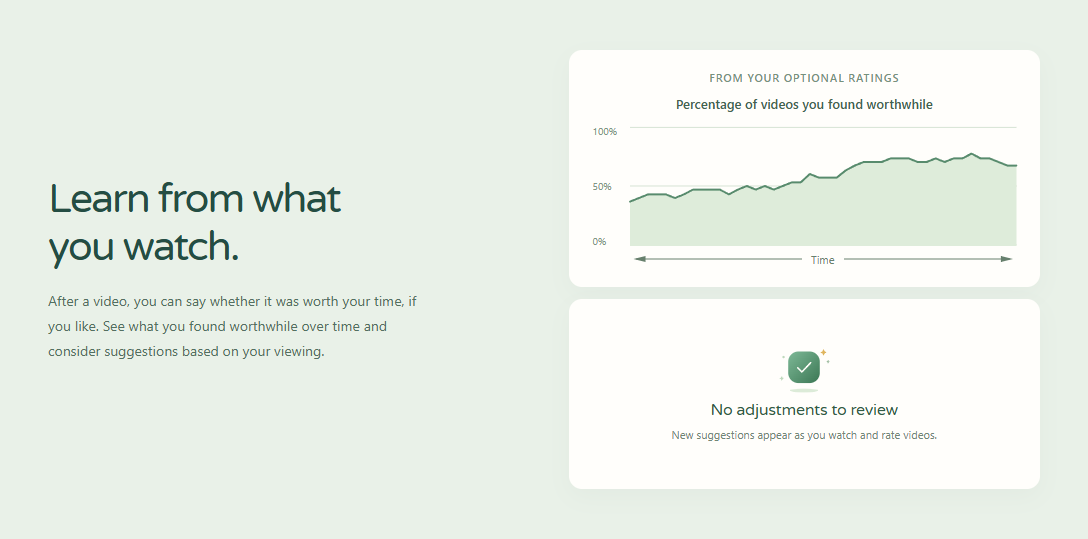 Learn from what
you watch.
After a video, you can say whether it was worth your time, if
you like. See what you found worthwhile over time and
consider suggestions based on your viewing.
FROM YOUR OPTIONAL RATINGS
Percentage of videos you found worthwhile
100%
50%
0%
Time
No adjustments to review
New suggestions appear as you watch and rate videos.